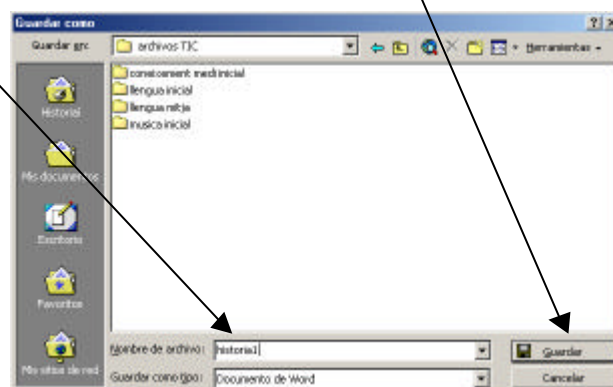 Guardar como
Guardar en:
archivos TIC
Herramientas
Historial
Mis documentos
Escritorio
Favoritos
Mis sitios de red
coneixement medi inicial
llengua inicial
llengua mitja
musica inicial
Nombre de archivo: historia1
Guardar
Guardar como tipo: Documento de Word
Cancelar